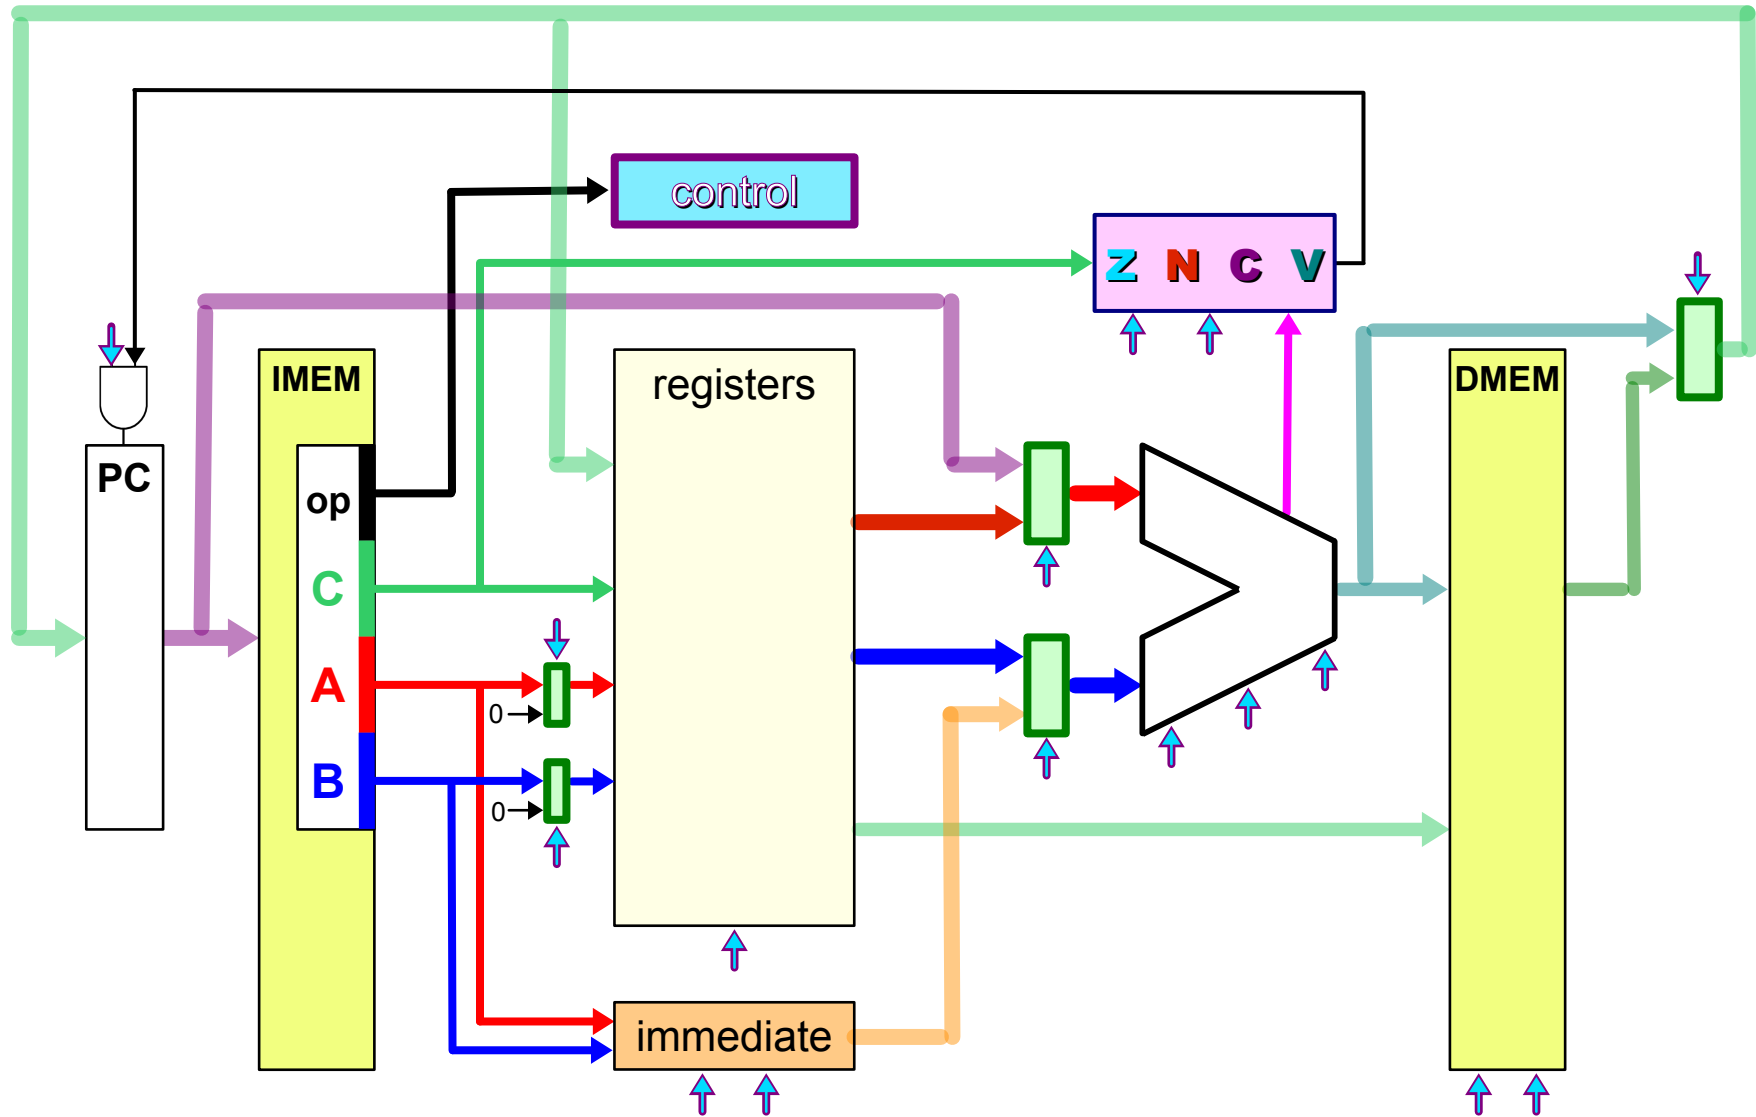 control
Z N C V
IMEM
registers
DMEM
PC
op
C
A
0
B
0
immediate